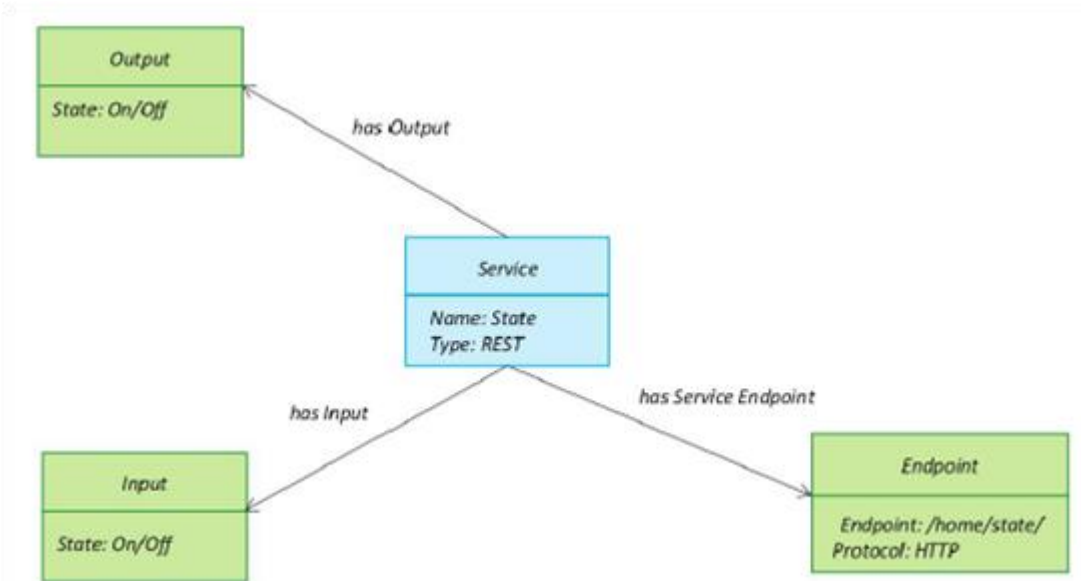 Output
State: On/Off
has Output
Service
Name: State
Type: REST
has Input
has Service Endpoint
Input
State: On/Off
Endpoint
Endpoint: /home/state/
Protocol: HTTP